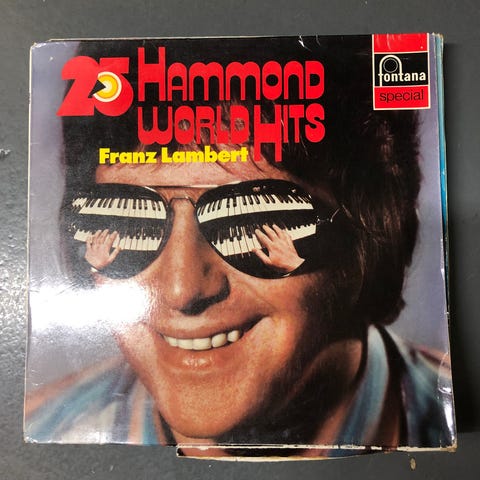 25 HAMMOND
WORLD HITS
Franz Lambert
fontana
special